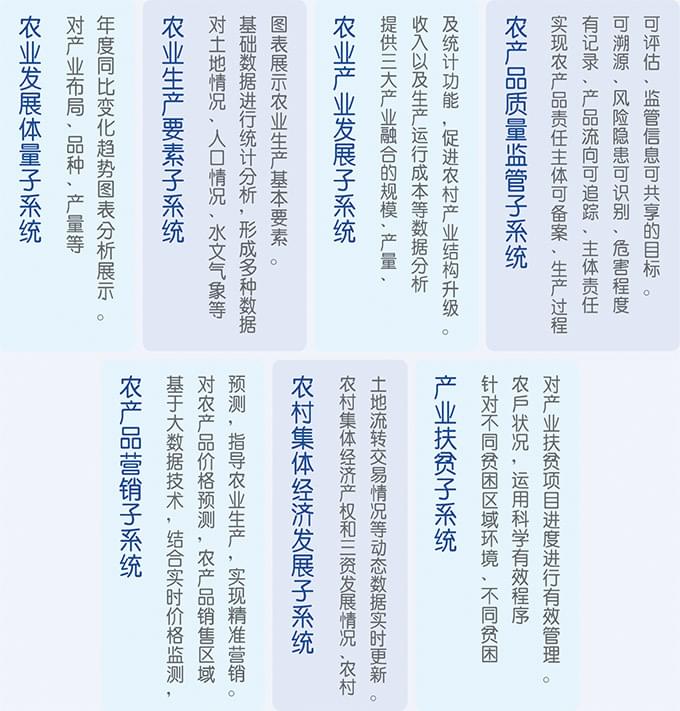 农业发展体量子系统
对产业布局、品种、产量等
年度同比变化趋势图表分析展示。
农业生产要素子系统
对土地情况、人口情况、水文气象等
基础数据进行统计分析，形成多种数据
图表展示农业生产基本要素。
农业产业发展子系统
提供三大产业融合的规模、产量、
收入以及生产运行成本等数据分析
及统计功能，促进农村产业结构升级。
农产品质量监管子系统
实现农产品责任主体可备案、生产过程
有记录、产品流向可追踪、主体责任
可溯源、风险隐患可识别、危害程度
可评估、监管信息可共享的目标。
农产品营销子系统
基于大数据技术，结合实时价格监测，
对农产品价格预测，农产品销售区域
预测，指导农业生产，实现精准营销。
农村集体经济发展子系统
农村集体经济产权和三资发展情况、农村
土地流转交易情况等动态数据实时更新。
产业扶贫子系统
针对不同贫困区域环境、不同贫困
农户状况，运用科学有效程序
对产业扶贫项目进度进行有效管理。